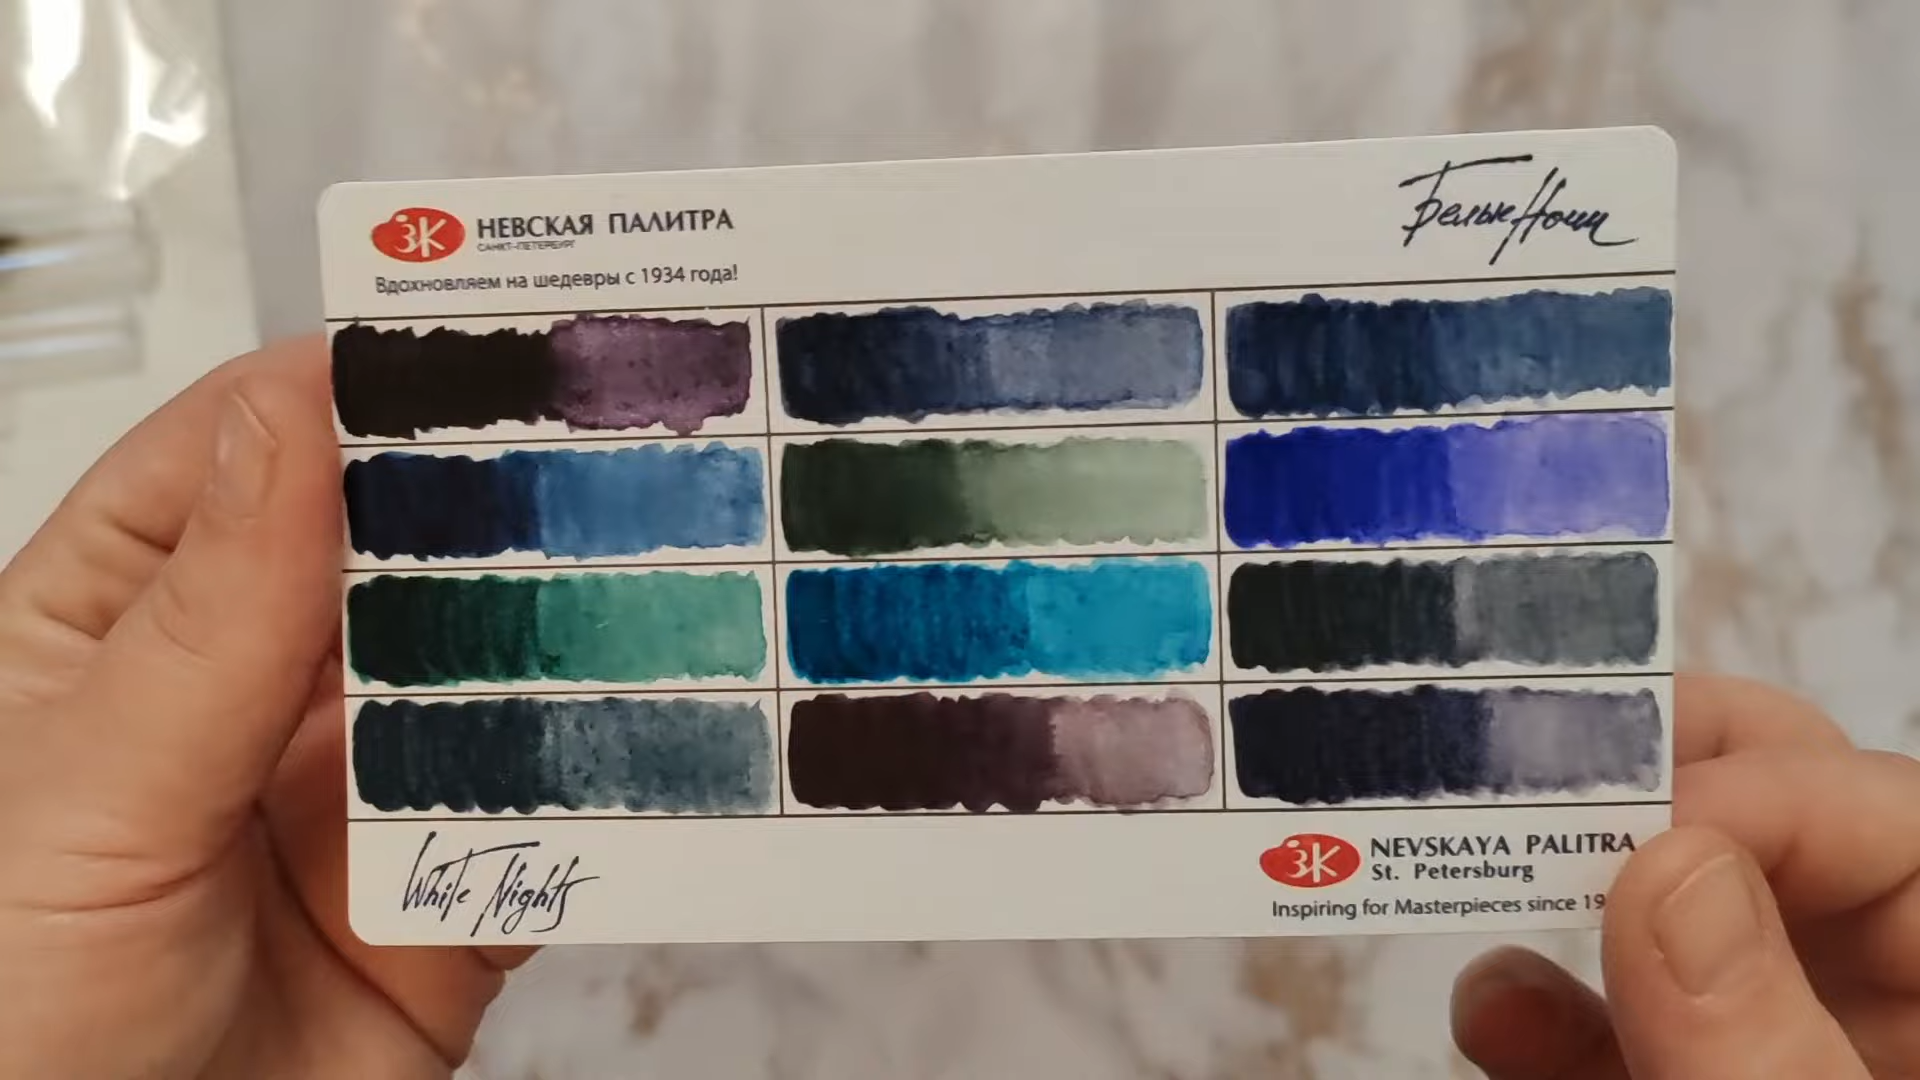 ЗК НЕВСКАЯ ПАЛИТРА
САНКТ-ПЕТЕРБУРГ
Вдохновляем на шедевры с 1934 года!
Белые Ночи
White Nights
ЗК NEVSKAYA PALITRA
St. Petersburg
Inspiring for Masterpieces since 19